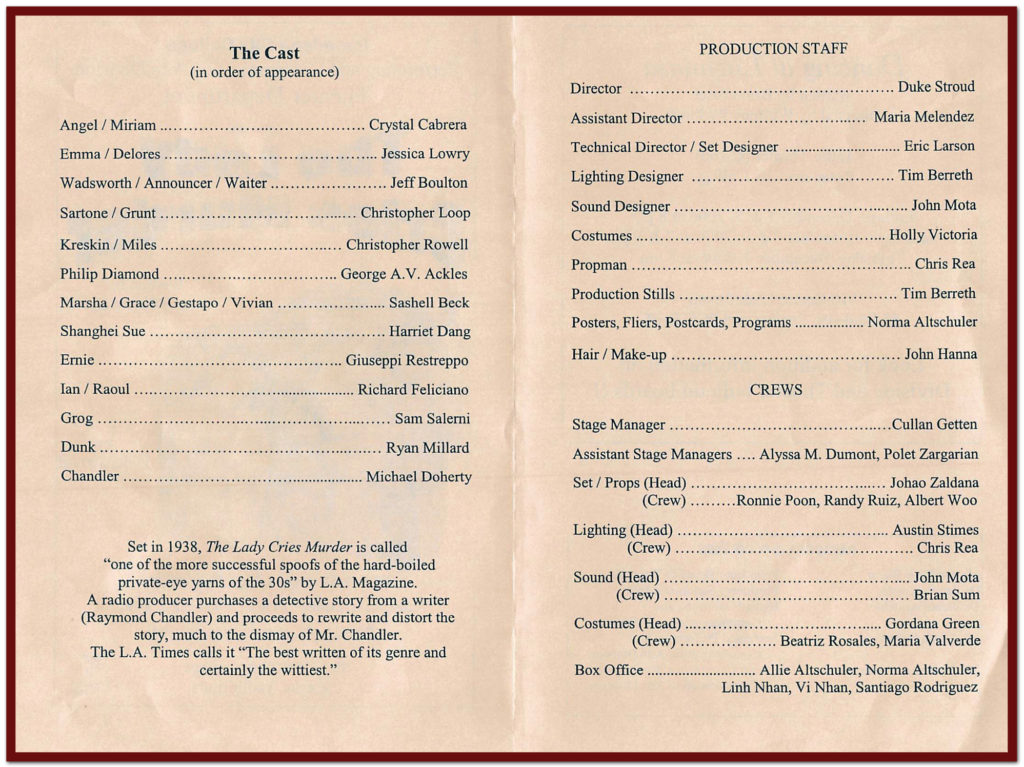 The Cast
(in order of appearance)
Angel / Miriam ............................................. Crystal Cabrera
Emma / Delores ............................................. Jessica Lowry
Wadsworth / Announcer / Waiter ....................... Jeff Boulton
Sartone / Grunt .......................................... Christopher Loop
Kreskin / Miles ....................................... Christopher Rowell
Philip Diamond ..................................... George A.V. Ackles
Marsha / Grace / Gestapo / Vivian ...................... Sashell Beck
Shanghei Sue ................................................ Harriet Dang
Ernie ..................................................... Giuseppi Restreppo
Ian / Raoul ............................................... Richard Feliciano
Grog ............................................................ Sam Salerni
Dunk .......................................................... Ryan Millard
Chandler .................................................. Michael Doherty
Set in 1938, The Lady Cries Murder is called
“one of the more successful spoofs of the hard-boiled
private-eye yarns of the 30s” by L.A. Magazine.
A radio producer purchases a detective story from a writer
(Raymond Chandler) and proceeds to rewrite and distort the
story, much to the dismay of Mr. Chandler.
The L.A. Times calls it “The best written of its genre and
certainly the wittiest.”
PRODUCTION STAFF
Director ...................................................... Duke Stroud
Assistant Director ..................................... Maria Melendez
Technical Director / Set Designer ............................. Eric Larson
Lighting Designer .......................................... Tim Berreth
Sound Designer ................................................ John Mota
Costumes .................................................... Holly Victoria
Propman .......................................................... Chris Rea
Production Stills ............................................. Tim Berreth
Posters, Fliers, Postcards, Programs .................. Norma Altschuler
Hair / Make-up ............................................... John Hanna
CREWS
Stage Manager ............................................. Cullan Getten
Assistant Stage Managers .... Alyssa M. Dumont, Polet Zargarian
Set / Props (Head) ......................................... Johao Zaldana
(Crew) .........Ronnie Poon, Randy Ruiz, Albert Woo
Lighting (Head) ............................................ Austin Stimes
(Crew) ................................................ Chris Rea
Sound (Head) .................................................. John Mota
(Crew) ................................................ Brian Sum
Costumes (Head) ........................................ Gordana Green
(Crew) ................... Beatriz Rosales, Maria Valverde
Box Office ............................ Allie Altschuler, Norma Altschuler,
Linh Nhan, Vi Nhan, Santiago Rodriguez